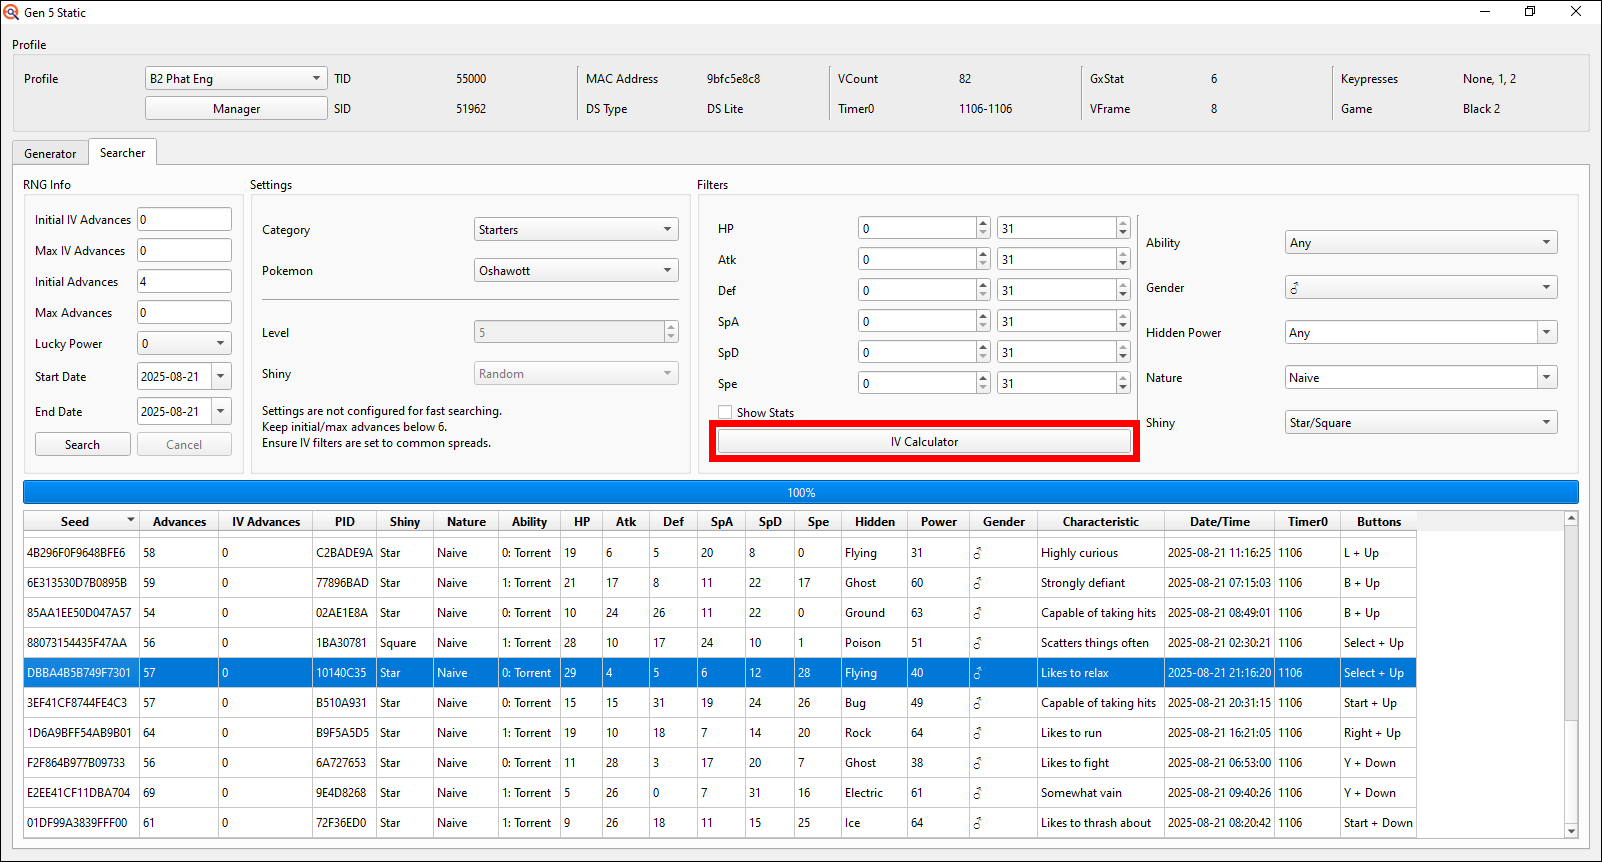 Gen 5 Static
Profile
Profile B2 Phat Eng TID 55000 MAC Address 9bfc5e8c8 VCount 82 GxStat 6 Keypresses None, 1, 2
Manager SID 51962 DS Type DS Lite Timer0 1106-1106 VFrame 8 Game Black 2
Generator Searcher
RNG Info
Initial IV Advances 0
Max IV Advances 0
Initial Advances 4
Max Advances 0
Lucky Power 0
Start Date 2025-08-21
End Date 2025-08-21
Search Cancel
Settings
Category Starters
Pokemon Oshawott
Level 5
Shiny Random
Settings are not configured for fast searching.
Keep initial/max advances below 6.
Ensure IV filters are set to common spreads.
Filters
HP 0 31
Atk 0 31
Def 0 31
SpA 0 31
SpD 0 31
Spe 0 31
Show Stats
IV Calculator
Ability Any
Gender ♂
Hidden Power Any
Nature Naive
Shiny Star/Square
100%
Seed Advances IV Advances PID Shiny Nature Ability HP Atk Def SpA SpD Spe Hidden Power Gender Characteristic Date/Time Timer0 Buttons
4B296F0F9648BFE6 58 0 C2BADE9A Star Naive 0: Torrent 19 6 5 20 8 0 Flying 31 ♂ Highly curious 2025-08-21 11:16:25 1106 L + Up
6E313530D7B0895B 59 0 77896BAD Star Naive 1: Torrent 21 17 8 11 22 17 Ghost 60 ♂ Strongly defiant 2025-08-21 07:15:03 1106 B + Up
85AA1EE50D047A57 54 0 02AE1E8A Star Naive 0: Torrent 10 24 26 11 22 0 Ground 63 ♂ Capable of taking hits 2025-08-21 08:49:01 1106 B + Up
88073154435F47AA 56 0 1BA30781 Square Naive 1: Torrent 28 10 17 24 10 1 Poison 51 ♂ Scatters things often 2025-08-21 02:30:21 1106 Select + Up
DBBA4B5B749F7301 57 0 10140C35 Star Naive 0: Torrent 29 4 5 6 12 28 Flying 40 ♂ Likes to relax 2025-08-21 21:16:20 1106 Select + Up
3EF41CF8744FE4C3 57 0 B510A931 Star Naive 0: Torrent 15 15 31 19 24 26 Bug 49 ♂ Capable of taking hits 2025-08-21 20:31:15 1106 Start + Up
1D6A9BFF54AB9B01 64 0 B9F5A5D5 Star Naive 1: Torrent 19 10 18 7 14 20 Rock 64 ♂ Likes to run 2025-08-21 16:21:05 1106 Right + Up
F2F864B977B09733 56 0 6A727653 Star Naive 0: Torrent 11 28 3 17 20 7 Ghost 38 ♂ Likes to fight 2025-08-21 06:53:00 1106 Y + Down
E2EE41CF11DBA704 69 0 9E4D8268 Star Naive 1: Torrent 5 26 0 7 31 16 Electric 61 ♂ Somewhat vain 2025-08-21 09:40:26 1106 Y + Down
01DF99A3839FFF00 61 0 72F36ED0 Star Naive 1: Torrent 9 26 18 11 15 25 Ice 64 ♂ Likes to thrash about 2025-08-21 08:20:42 1106 Start + Down